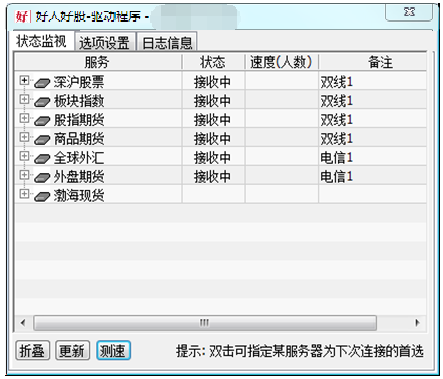 好 好人好股-驱动程序 -
状态监视 选项设置 日志信息
服务 状态 速度(人数) 备注
深沪股票 接收中 双线1
板块指数 接收中 双线1
股指期货 接收中 双线1
商品期货 接收中 双线1
全球外汇 接收中 电信1
外盘期货 接收中 电信1
渤海现货
折叠 更新 测速 提示: 双击可指定某服务器为下次连接的首选